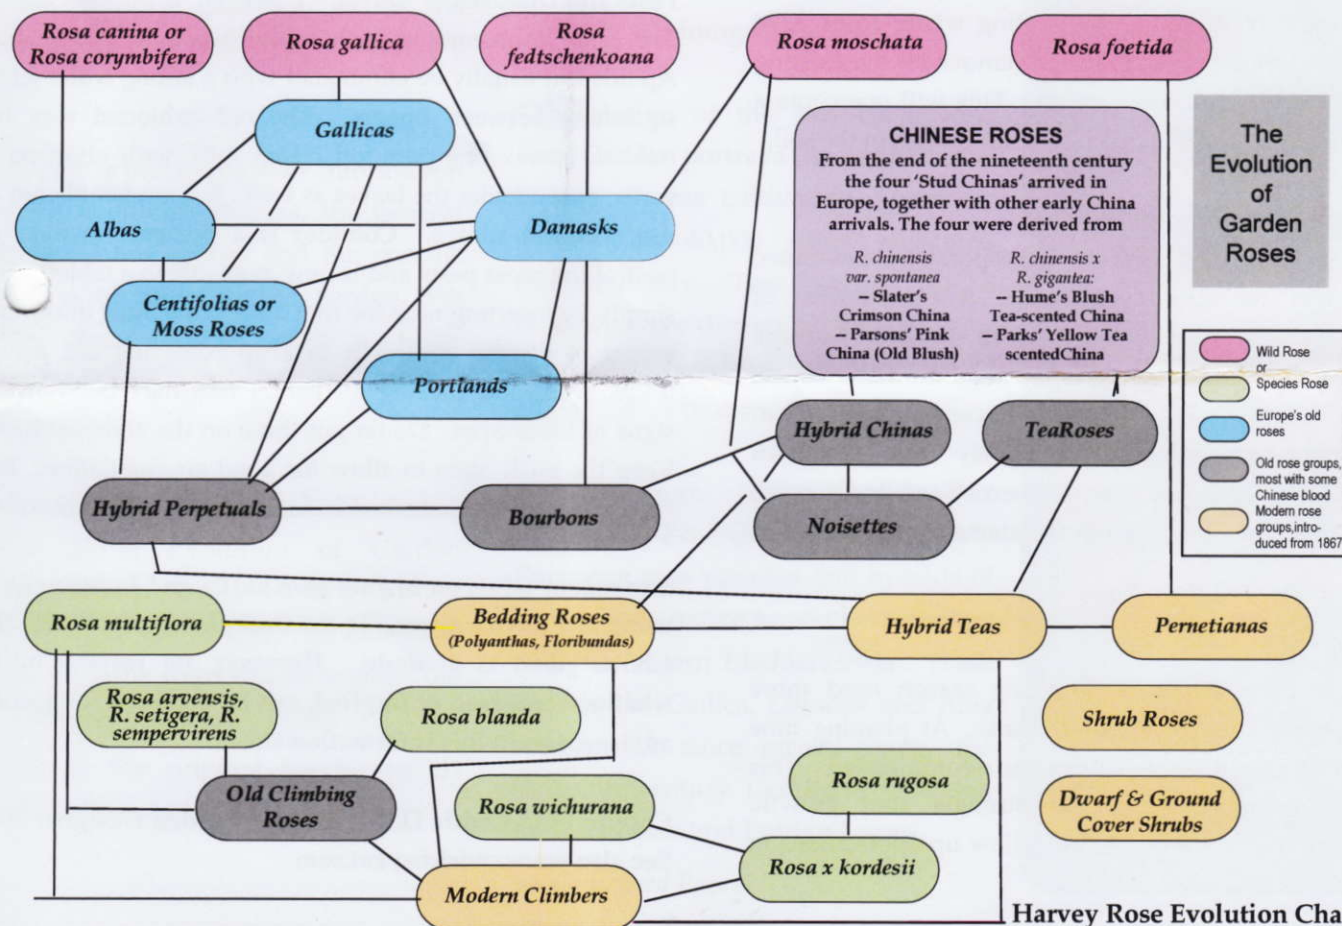 Rosa canina or
Rosa corymbifera
Rosa gallica
Rosa
fedtschenkoana
Rosa moschata
Rosa foetida
Gallicas
CHINESE ROSES
From the end of the nineteenth century
the four 'Stud Chinas' arrived in
Europe, together with other early China
arrivals. The four were derived from
R. chinensis
var. spontanea
– Slater's
Crimson China
– Parsons' Pink
China (Old Blush)
R. chinensis x
R. gigantea:
– Hume's Blush
Tea-scented China
– Parks' Yellow Tea
scentedChina
The
Evolution
of
Garden
Roses
Albas
Damasks
Centifolias or
Moss Roses
Portlands
Wild Rose
or
Species Rose
Europe's old
roses
Old rose groups,
most with some
Chinese blood
Modern rose
groups,intro-
duced from 1867
Hybrid Chinas
TeaRoses
Hybrid Perpetuals
Bourbons
Noisettes
Rosa multiflora
Bedding Roses
(Polyanthas, Floribundas)
Hybrid Teas
Pernetianas
Rosa arvensis,
R. setigera, R.
sempervirens
Rosa blanda
Shrub Roses
Old Climbing
Roses
Rosa wichurana
Rosa rugosa
Dwarf & Ground
Cover Shrubs
Modern Climbers
Rosa x kordesii
Harvey Rose Evolution Cha